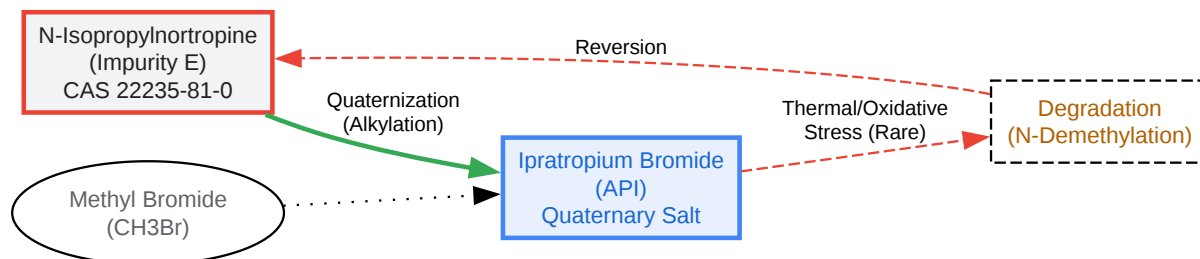 N-Isopropylnortropine
(Impurity E)
CAS 22235-81-0
Reversion
Quaternization
(Alkylation)
Thermal/Oxidative
Stress (Rare)
Degradation
(N-Demethylation)
Ipratropium Bromide
(API)
Quaternary Salt
Methyl Bromide
(CH3Br)